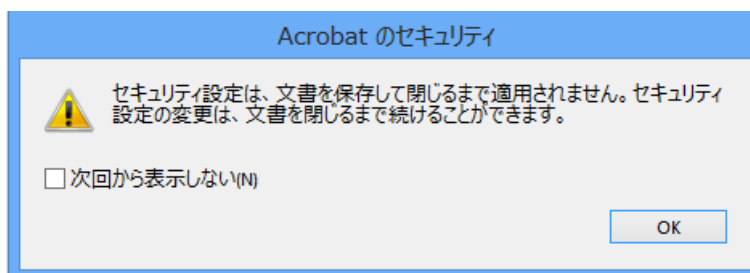 Acrobat のセキュリティ
セキュリティ設定は、文書を保存して閉じるまで適用されません。セキュリティ
設定の変更は、文書を閉じるまで続けることができます。
次回から表示しない(N)
OK